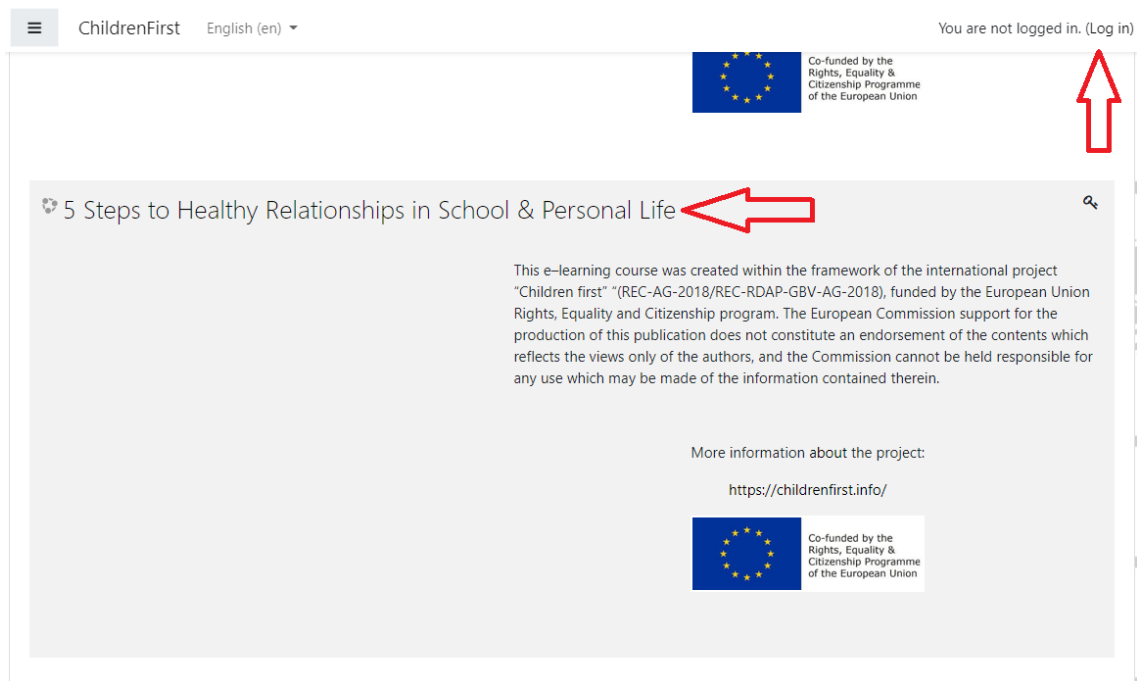 ChildrenFirst English (en)
You are not logged in. (Log in)
Co-funded by the
Rights, Equality &
Citizenship Programme
of the European Union
5 Steps to Healthy Relationships in School & Personal Life
This e–learning course was created within the framework of the international project
“Children first” “(REC-AG-2018/REC-RDAP-GBV-AG-2018), funded by the European Union
Rights, Equality and Citizenship program. The European Commission support for the
production of this publication does not constitute an endorsement of the contents which
reflects the views only of the authors, and the Commission cannot be held responsible for
any use which may be made of the information contained therein.
More information about the project:
https://childrenfirst.info/
Co-funded by the
Rights, Equality &
Citizenship Programme
of the European Union